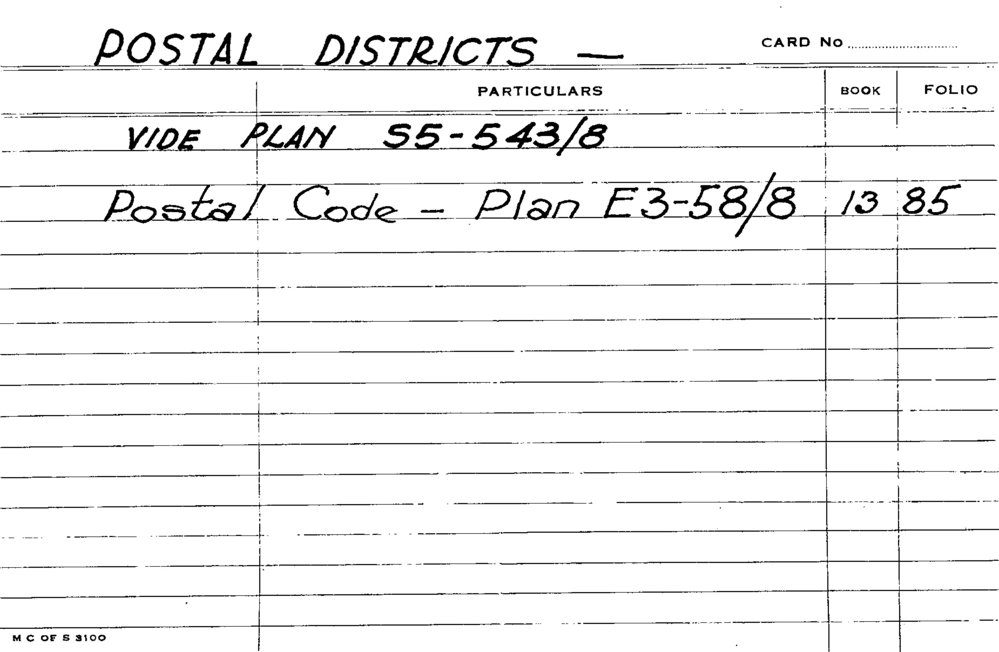 POSTAL DISTRICTS —
CARD No
PARTICULARS BOOK FOLIO
VIDE PLAN S5-543/8
Postal Code - Plan E3-58/8 13 85
M C OF S 3100